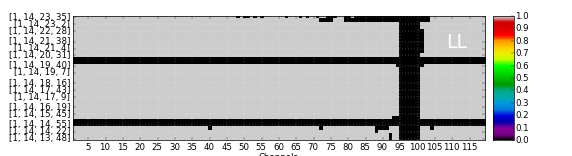 [1, 14, 23, 35]
[1, 14, 23, 2]
[1, 14, 22, 28]
[1, 14, 21, 38]
[1, 14, 21, 4]
[1, 14, 20, 31]
[1, 14, 19, 40]
[1, 14, 19, 7]
[1, 14, 18, 16]
[1, 14, 17, 43]
[1, 14, 17, 9]
[1, 14, 16, 19]
[1, 14, 15, 45]
[1, 14, 14, 55]
[1, 14, 14, 22]
[1, 14, 13, 48]
LL
1.0
0.9
0.8
0.7
0.6
0.5
0.4
0.3
0.2
0.1
0.0
5 10 15 20 25 30 35 40 45 50 55 60 65 70 75 80 85 90 95 100 105 110 115
Channels